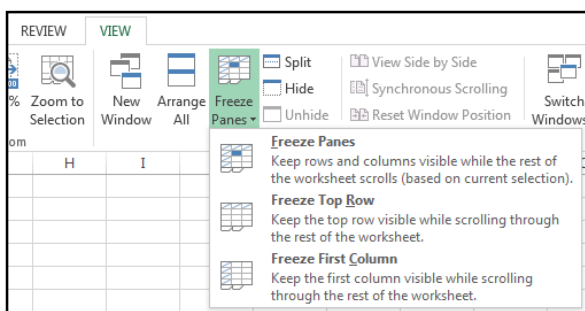 REVIEW VIEW
Split View Side by Side
Hide Synchronous Scrolling
% Zoom to New Arrange Freeze Switch
Selection Window All Panes Unhide Reset Window Position Windows
om
H I
Freeze Panes
Keep rows and columns visible while the rest of
the worksheet scrolls (based on current selection).
Freeze Top Row
Keep the top row visible while scrolling through
the rest of the worksheet.
Freeze First Column
Keep the first column visible while scrolling
through the rest of the worksheet.